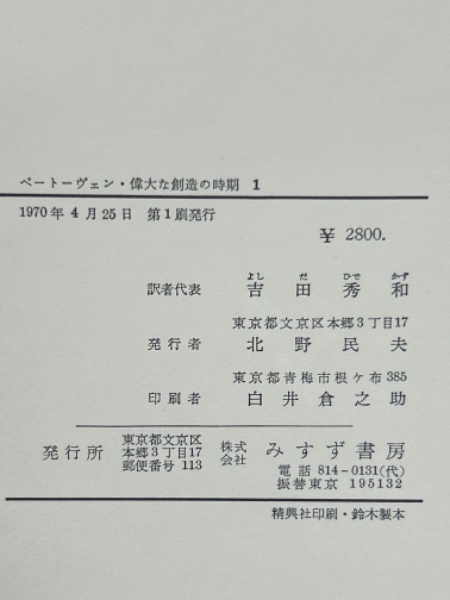 ベートーヴェン・偉大な創造の時期 1
1970年 4 月 25日 第1刷発行
¥ 2800.
よし だ ひで かず
訳者代表 吉 田 秀 和
東京都文京区本郷3丁目17
発行者 北 野 民 夫
東京都青梅市根ケ布385
印刷者 白 井 倉 之 助
発行所 東京都文京区 本郷3丁目17 郵便番号 113 株式会社 みすず書房
電話 814-0131(代)
振替東京 195132
精興社印刷・鈴木製本